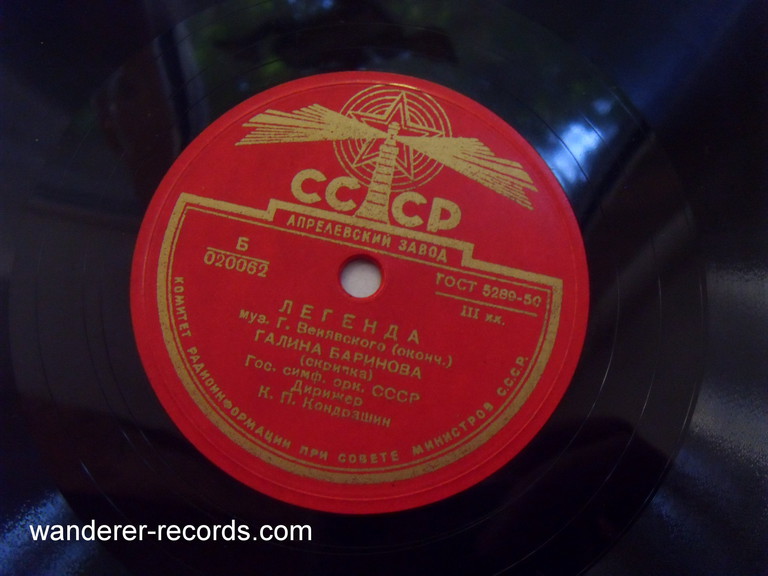 СССР
АПРЕЛЕВСКИЙ ЗАВОД
Б
020062
ГОСТ 5289-50
III кк.
ЛЕГЕНДА
муз. Г. Венявского (оконч.)
ГАЛИНА БАРИНОВА
(скрипка)
Гос. симф. орк. СССР
Дирижер
К. П. Кондрашин
КОМИТЕТ РАДИОИНФОРМАЦИИ ПРИ СОВЕТЕ МИНИСТРОВ С.С.С.Р.
wanderer-records.com